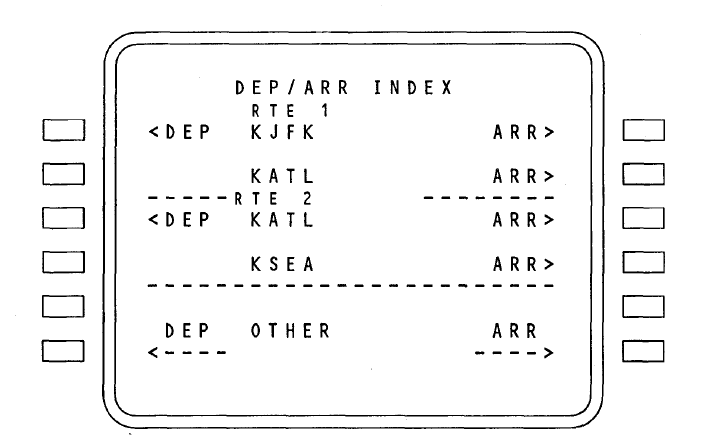 DEP/ARR INDEX
RTE 1
<DEP KJFK ARR>
KATL ARR>
-----RTE 2 --------
<DEP KATL ARR>
KSEA ARR>
------------------------
DEP OTHER ARR
<---- ---->